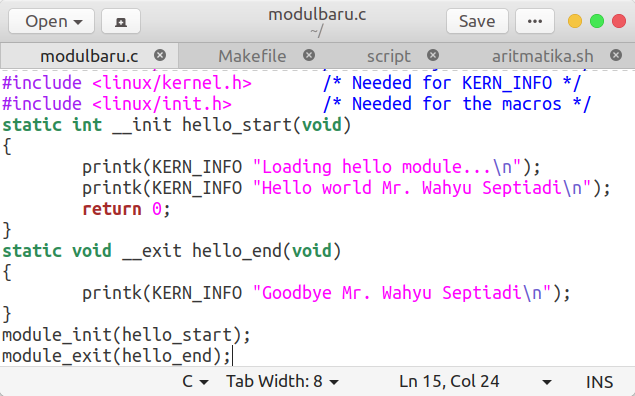 Open
modulbaru.c
~/
Save
modulbaru.c
Makefile
script
aritmatika.sh
#include <linux/kernel.h>       /* Needed for KERN_INFO */
#include <linux/init.h>         /* Needed for the macros */
static int __init hello_start(void)
{
        printk(KERN_INFO "Loading hello module...\n");
        printk(KERN_INFO "Hello world Mr. Wahyu Septiadi\n");
        return 0;
}
static void __exit hello_end(void)
{
        printk(KERN_INFO "Goodbye Mr. Wahyu Septiadi\n");
}
module_init(hello_start);
module_exit(hello_end);
C
Tab Width: 8
Ln 15, Col 24
INS